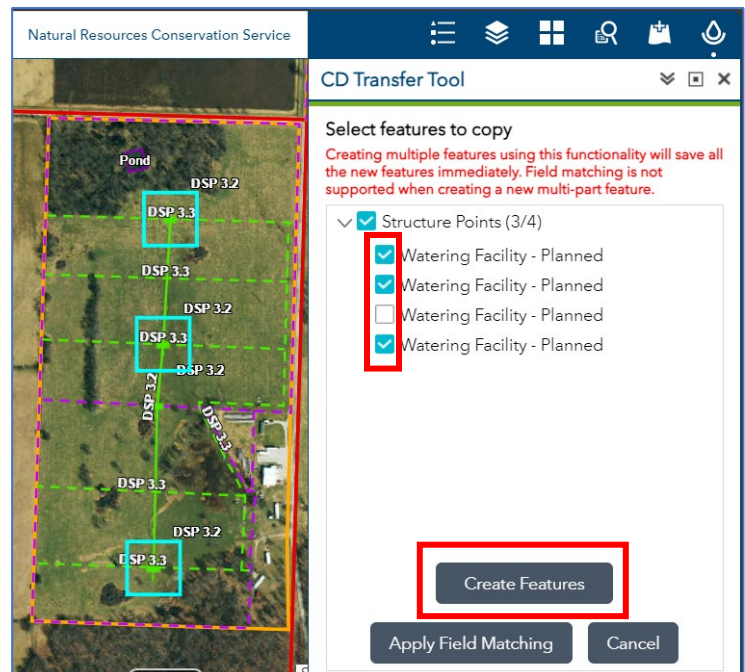 Natural Resources Conservation Service
CD Transfer Tool
Select features to copy
Creating multiple features using this functionality will save all
the new features immediately. Field matching is not
supported when creating a new multi-part feature.
Structure Points (3/4)
Watering Facility - Planned
Watering Facility - Planned
Watering Facility - Planned
Watering Facility - Planned
Create Features
Apply Field Matching
Cancel
Pond
DSP 3.2
DSP 3.3
DSP 3.3
DSP 3.2
DSP 3.3
DSP 3.2
DSP 3.2
DSP 3.3
DSP 3.3
DSP 3.2
DSP 3.3